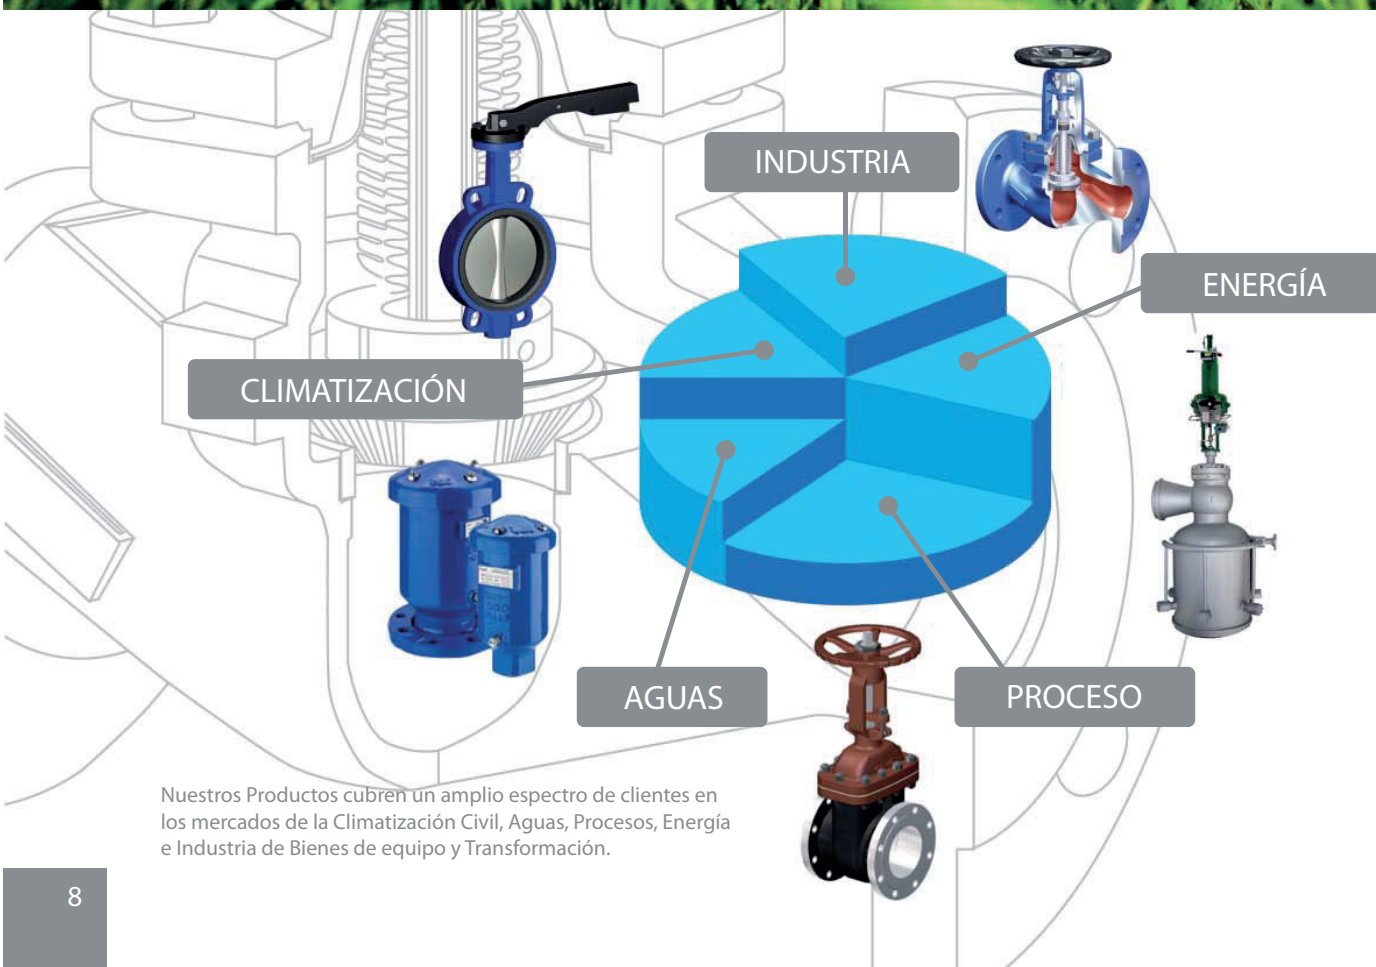 INDUSTRIA
ENERGÍA
CLIMATIZACIÓN
AGUAS
PROCESO
Nuestros Productos cubren un amplio espectro de clientes en
los mercados de la Climatización Civil, Aguas, Procesos, Energía
e Industria de Bienes de equipo y Transformación.
8